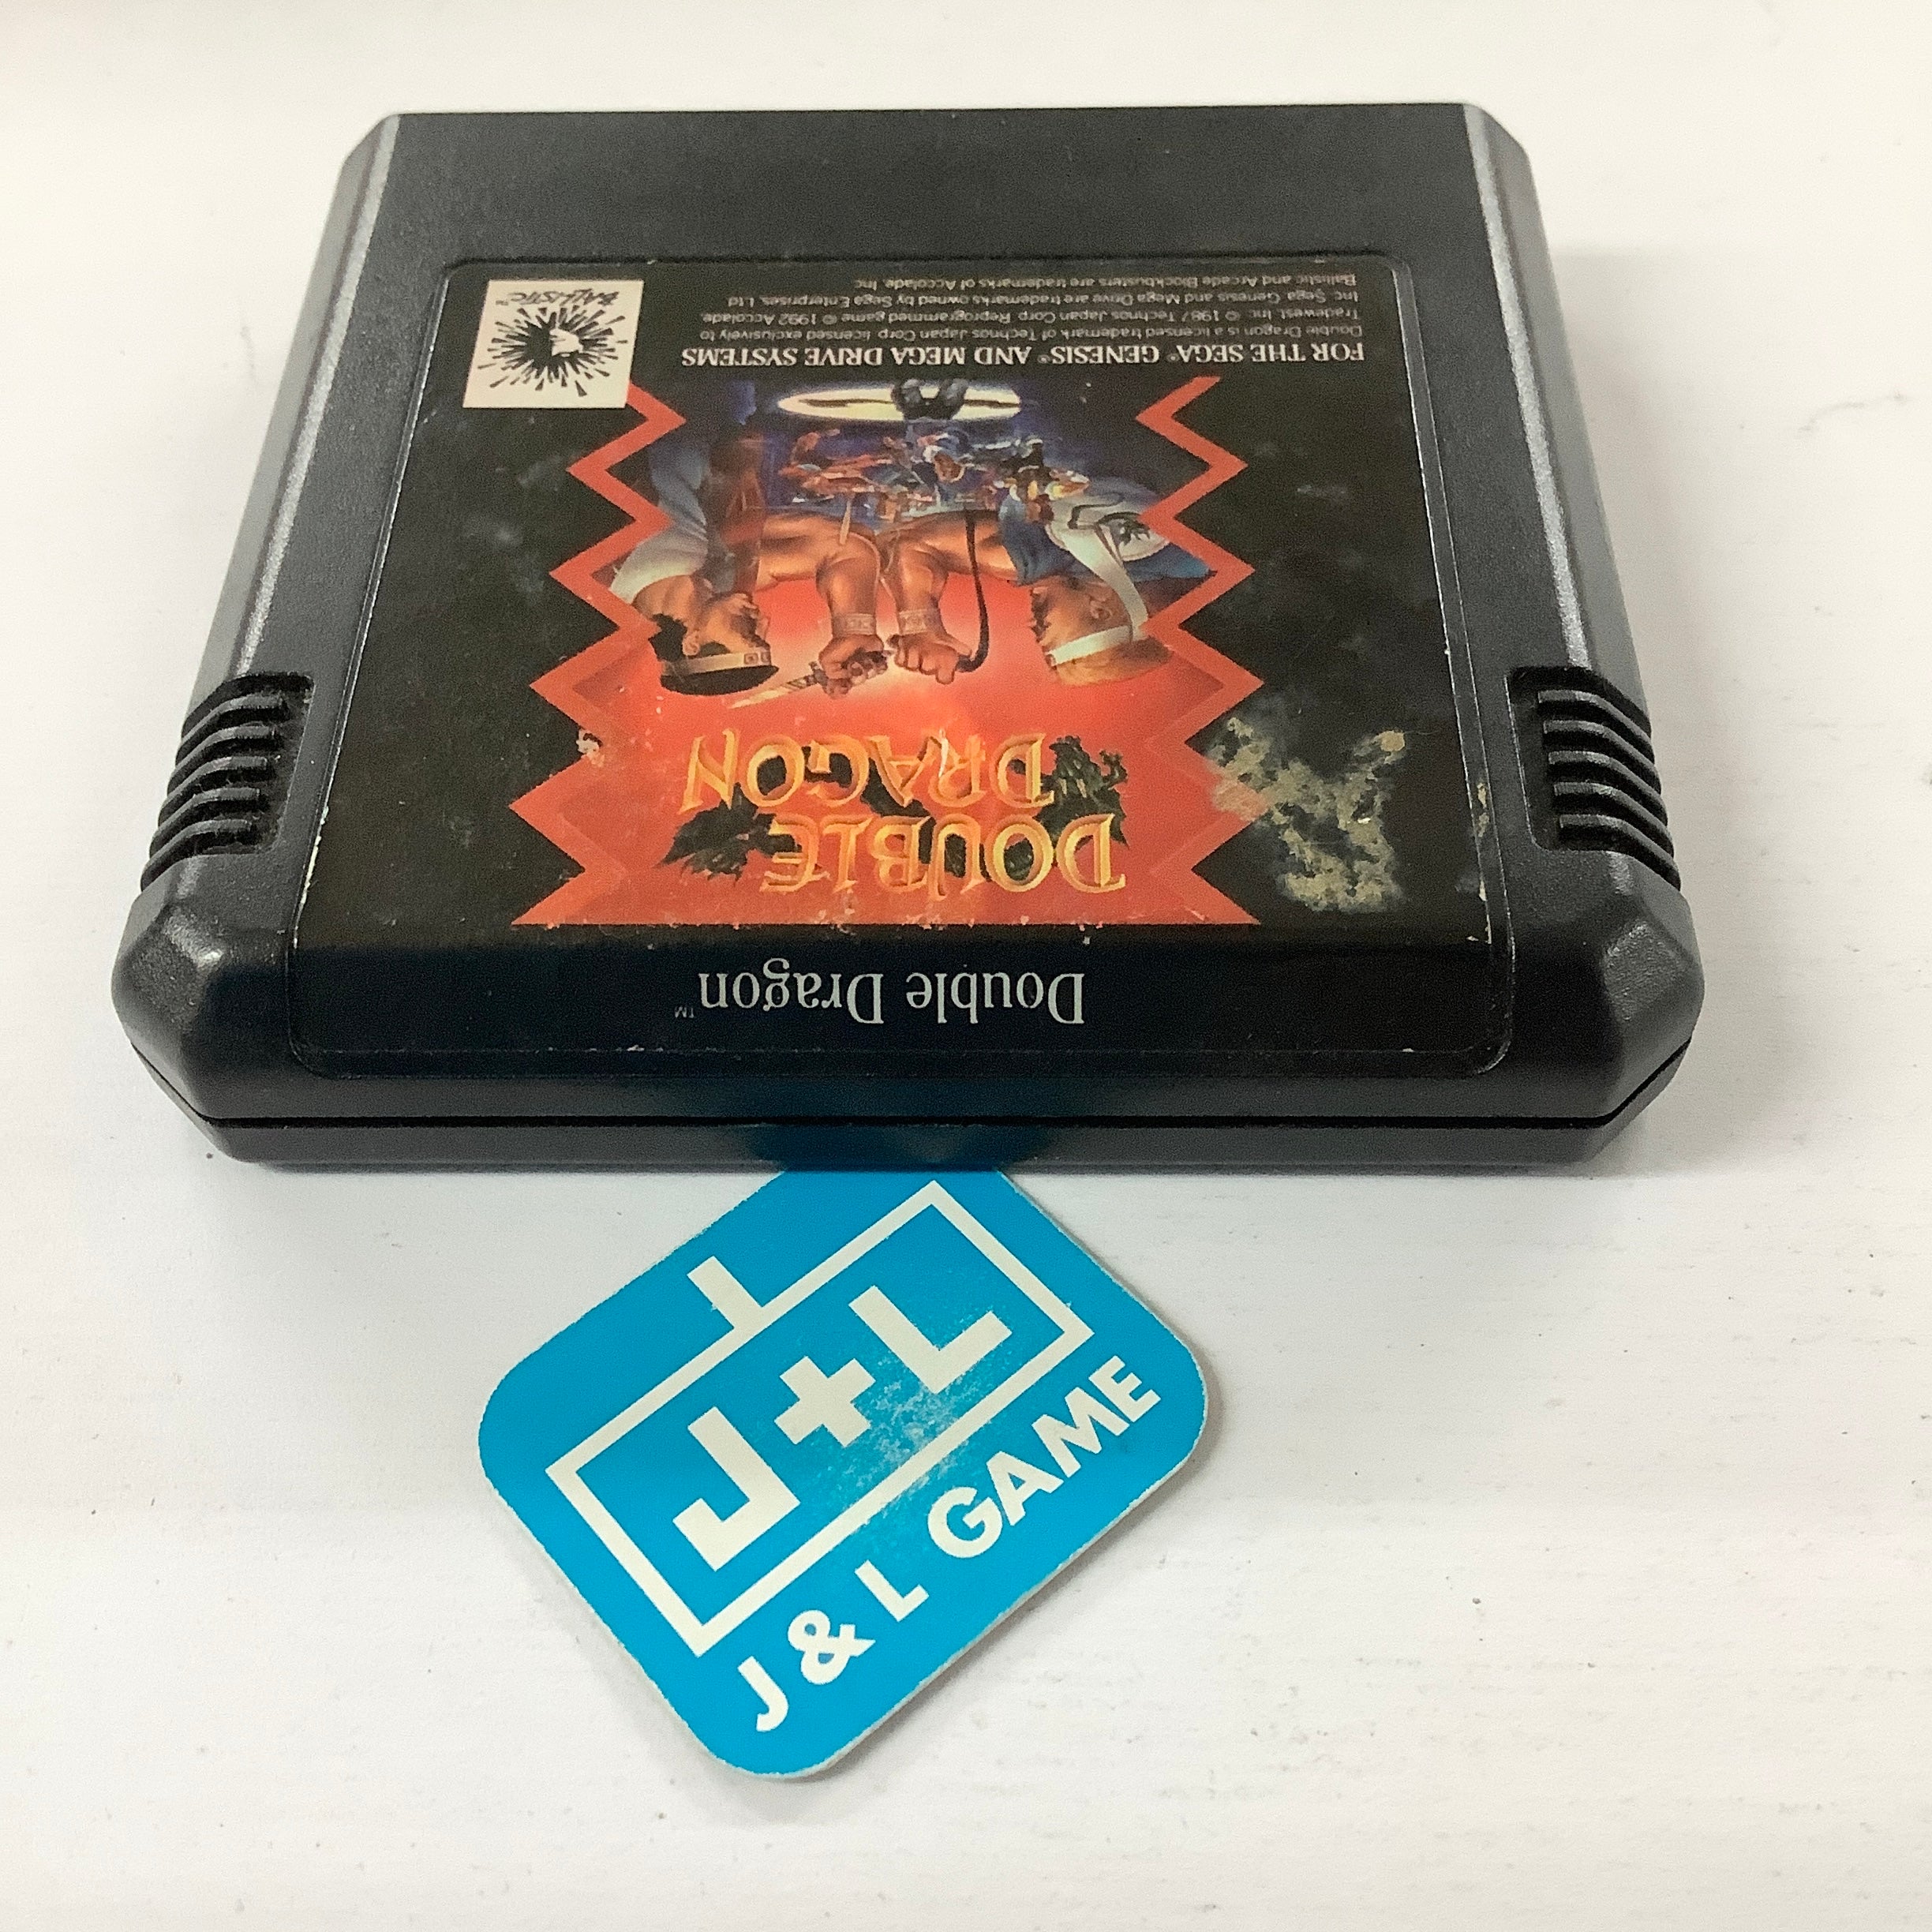 Double Dragon™
DOUBLE
DRAGON
FOR THE SEGA® GENESIS® AND MEGA DRIVE SYSTEMS
Double Dragon is a licensed trademark of Technos Japan Corp. licensed exclusively to
Tradewest, Inc. © 1987 Technos Japan Corp. Reprogrammed game © 1992 Accolade,
Inc. Sega, Genesis and Mega Drive are trademarks owned by Sega Enterprises, Ltd.
Ballistic and Arcade Blockbusters are trademarks of Accolade, Inc.
BALLISTIC™
J+L
J & L GAME